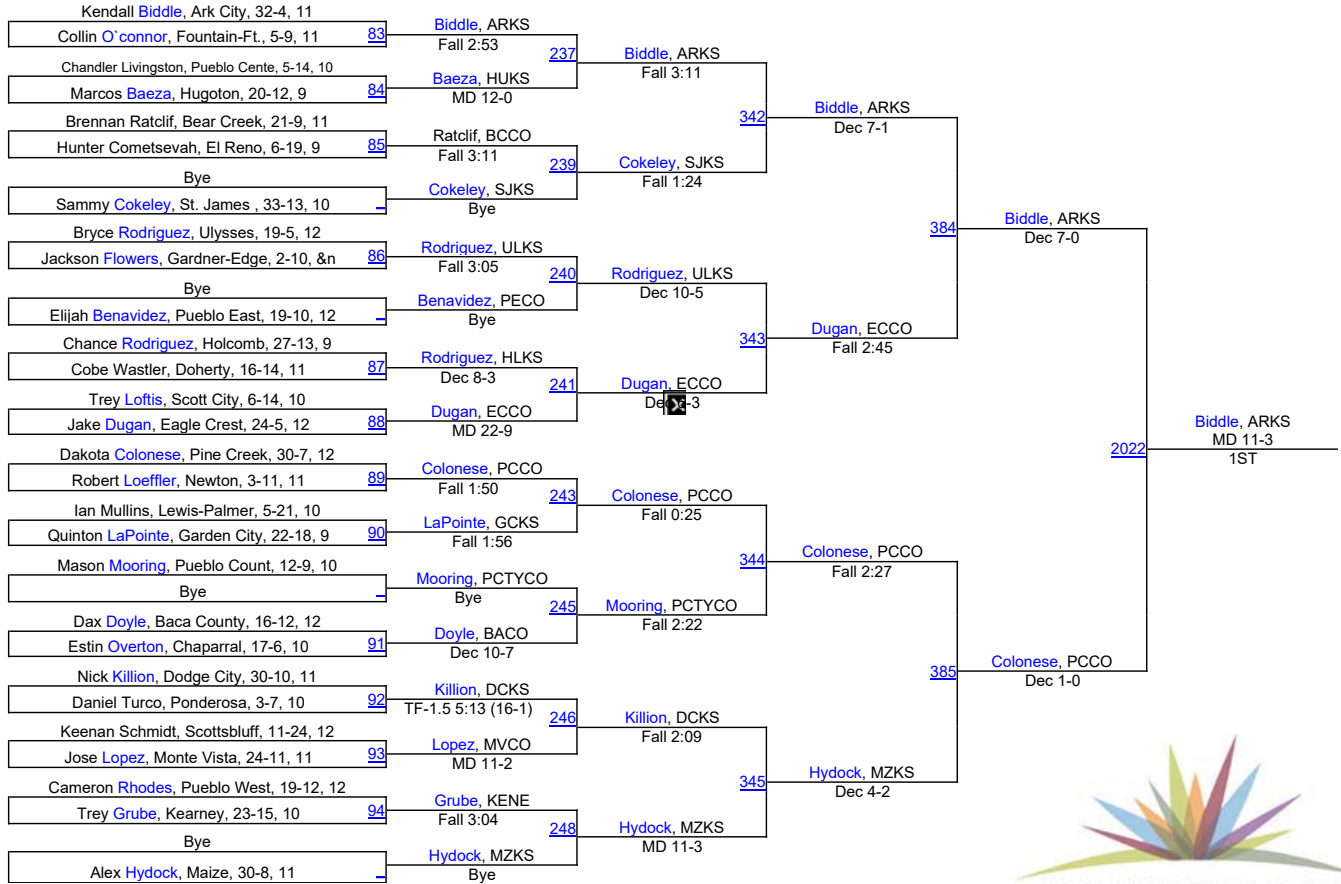 Kendall Biddle, Ark City, 32-4, 11
Collin O`connor, Fountain-Ft., 5-9, 11
83
Chandler Livingston, Pueblo Cente, 5-14, 10
Marcos Baeza, Hugoton, 20-12, 9
84
Brennan Ratclif, Bear Creek, 21-9, 11
Hunter Cometsevah, El Reno, 6-19, 9
85
Bye
Sammy Cokeley, St. James , 33-13, 10
Bryce Rodriguez, Ulysses, 19-5, 12
Jackson Flowers, Gardner-Edge, 2-10, &n
86
Bye
Elijah Benavidez, Pueblo East, 19-10, 12
Chance Rodriguez, Holcomb, 27-13, 9
Cobe Wastler, Doherty, 16-14, 11
87
Trey Loftis, Scott City, 6-14, 10
Jake Dugan, Eagle Crest, 24-5, 12
88
Dakota Colonese, Pine Creek, 30-7, 12
Robert Loeffler, Newton, 3-11, 11
89
Ian Mullins, Lewis-Palmer, 5-21, 10
Quinton LaPointe, Garden City, 22-18, 9
90
Mason Mooring, Pueblo Count, 12-9, 10
Bye
Dax Doyle, Baca County, 16-12, 12
Estin Overton, Chaparral, 17-6, 10
91
Nick Killion, Dodge City, 30-10, 11
Daniel Turco, Ponderosa, 3-7, 10
92
Keenan Schmidt, Scottsbluff, 11-24, 12
Jose Lopez, Monte Vista, 24-11, 11
93
Cameron Rhodes, Pueblo West, 19-12, 12
Trey Grube, Kearney, 23-15, 10
94
Bye
Alex Hydock, Maize, 30-8, 11
Biddle, ARKS
Fall 2:53
237
Baeza, HUKS
MD 12-0
Ratclif, BCCO
Fall 3:11
239
Cokeley, SJKS
Bye
Rodriguez, ULKS
Fall 3:05
240
Benavidez, PECO
Bye
Rodriguez, HLKS
Dec 8-3
241
Dugan, ECCO
MD 22-9
Colonese, PCCO
Fall 1:50
243
LaPointe, GCKS
Fall 1:56
Mooring, PCTYCO
Bye
245
Doyle, BACO
Dec 10-7
Killion, DCKS
TF-1.5 5:13 (16-1)
246
Lopez, MVCO
MD 11-2
Grube, KENE
Fall 3:04
248
Hydock, MZKS
Bye
Biddle, ARKS
Fall 3:11
342
Cokeley, SJKS
Fall 1:24
Rodriguez, ULKS
Dec 10-5
343
Dugan, ECCO
-3
Colonese, PCCO
Fall 0:25
344
Mooring, PCTYCO
Fall 2:22
Killion, DCKS
Fall 2:09
345
Hydock, MZKS
MD 11-3
Biddle, ARKS
Dec 7-1
384
Dugan, ECCO
Fall 2:45
Colonese, PCCO
Fall 2:27
385
Hydock, MZKS
Dec 4-2
Biddle, ARKS
Dec 7-0
2022
Colonese, PCCO
Dec 1-0
Biddle, ARKS
MD 11-3
1ST